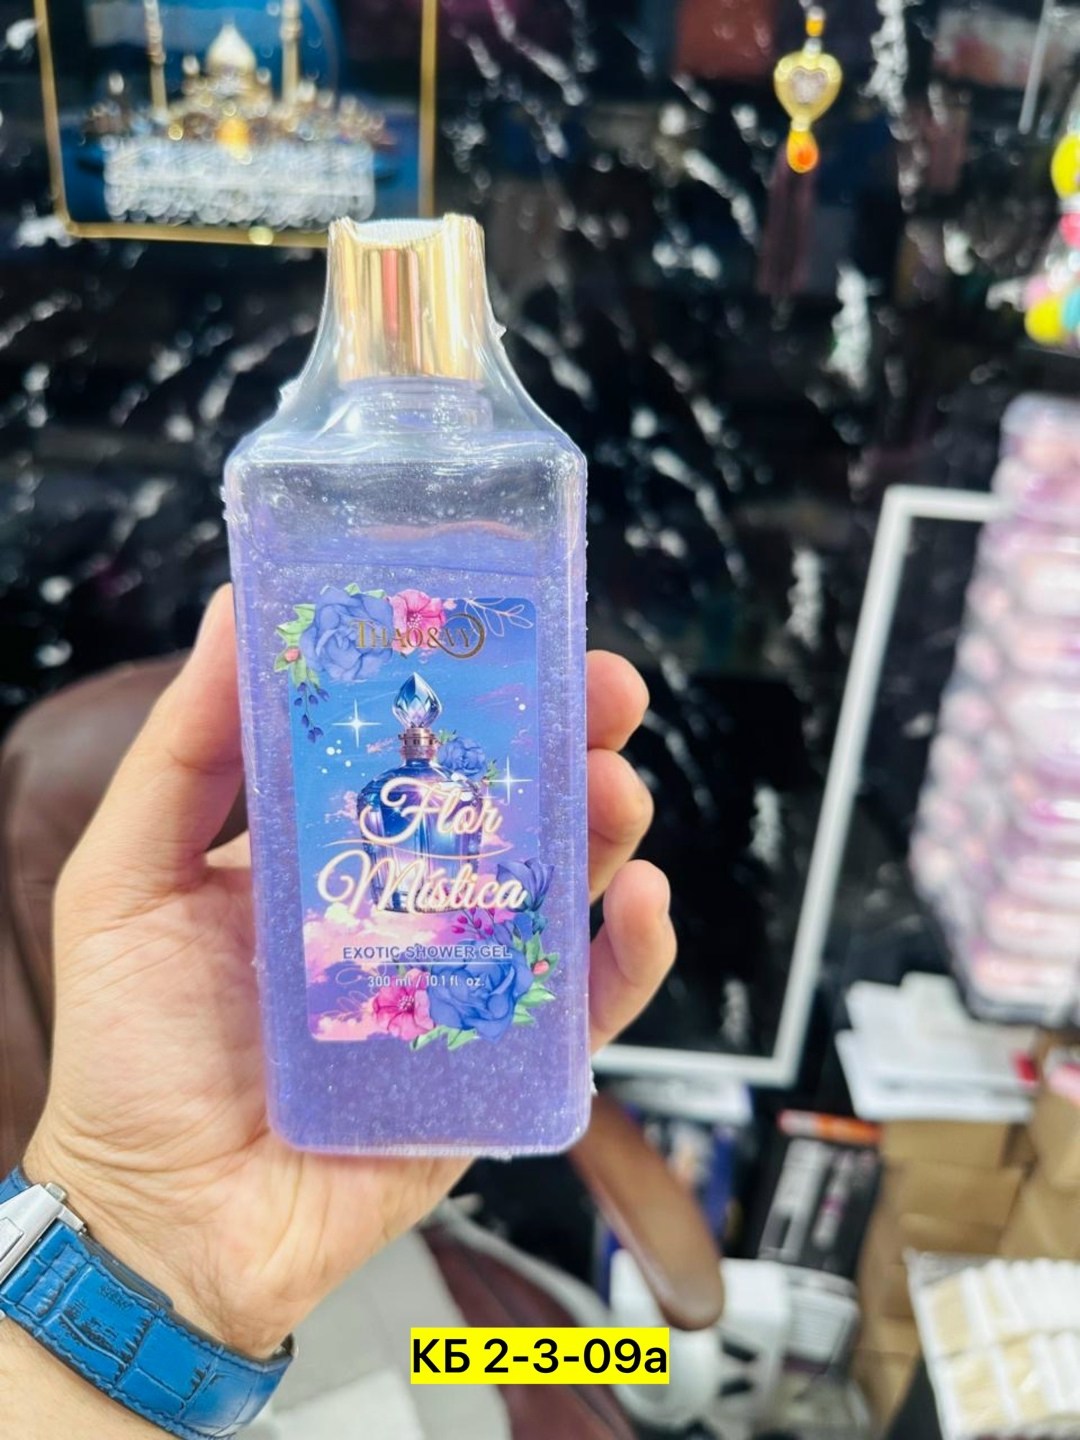 THAO&VY
Flor
Mística
EXOTIC SHOWER GEL
300 ml / 10.1 fl. oz.
КБ 2-3-09а